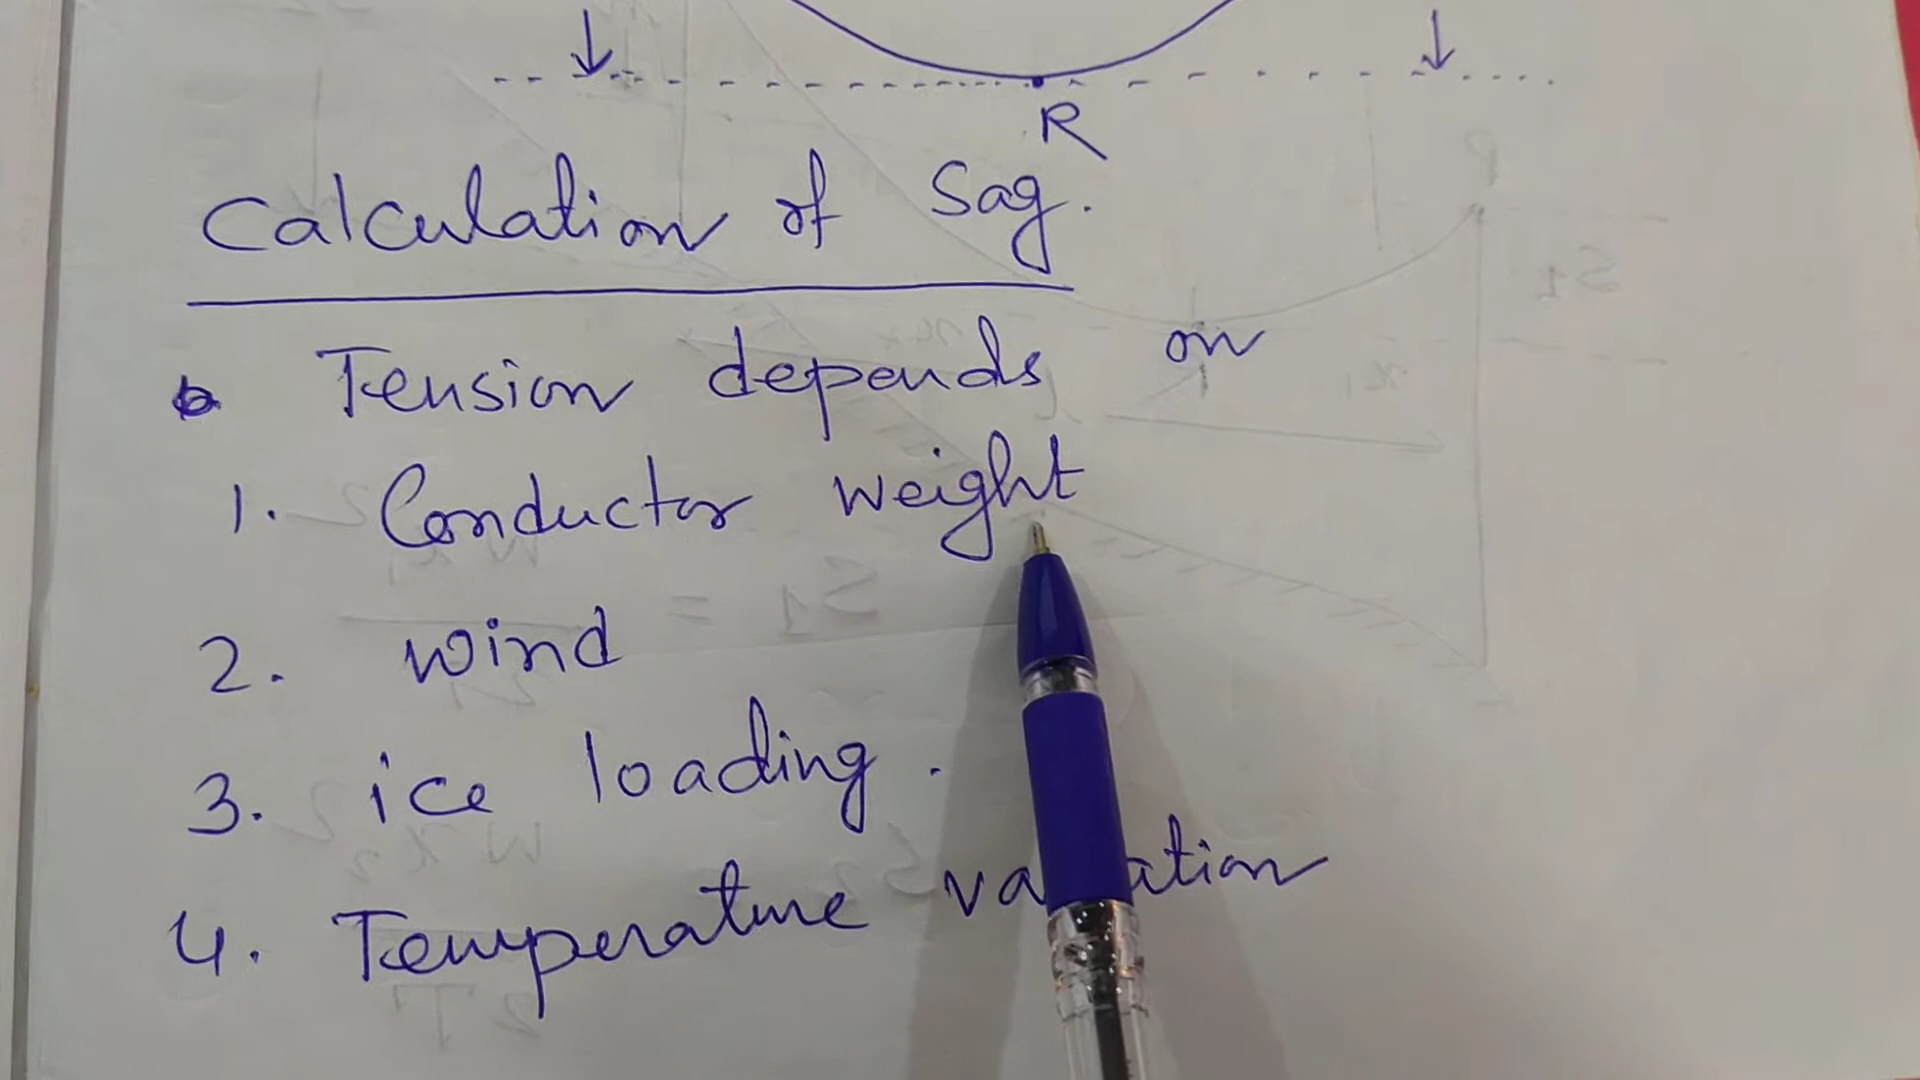 R
Calculation of Sag.
Tension depends on
1. Conductor weight
2. wind
3. ice loading.
4. Temperature